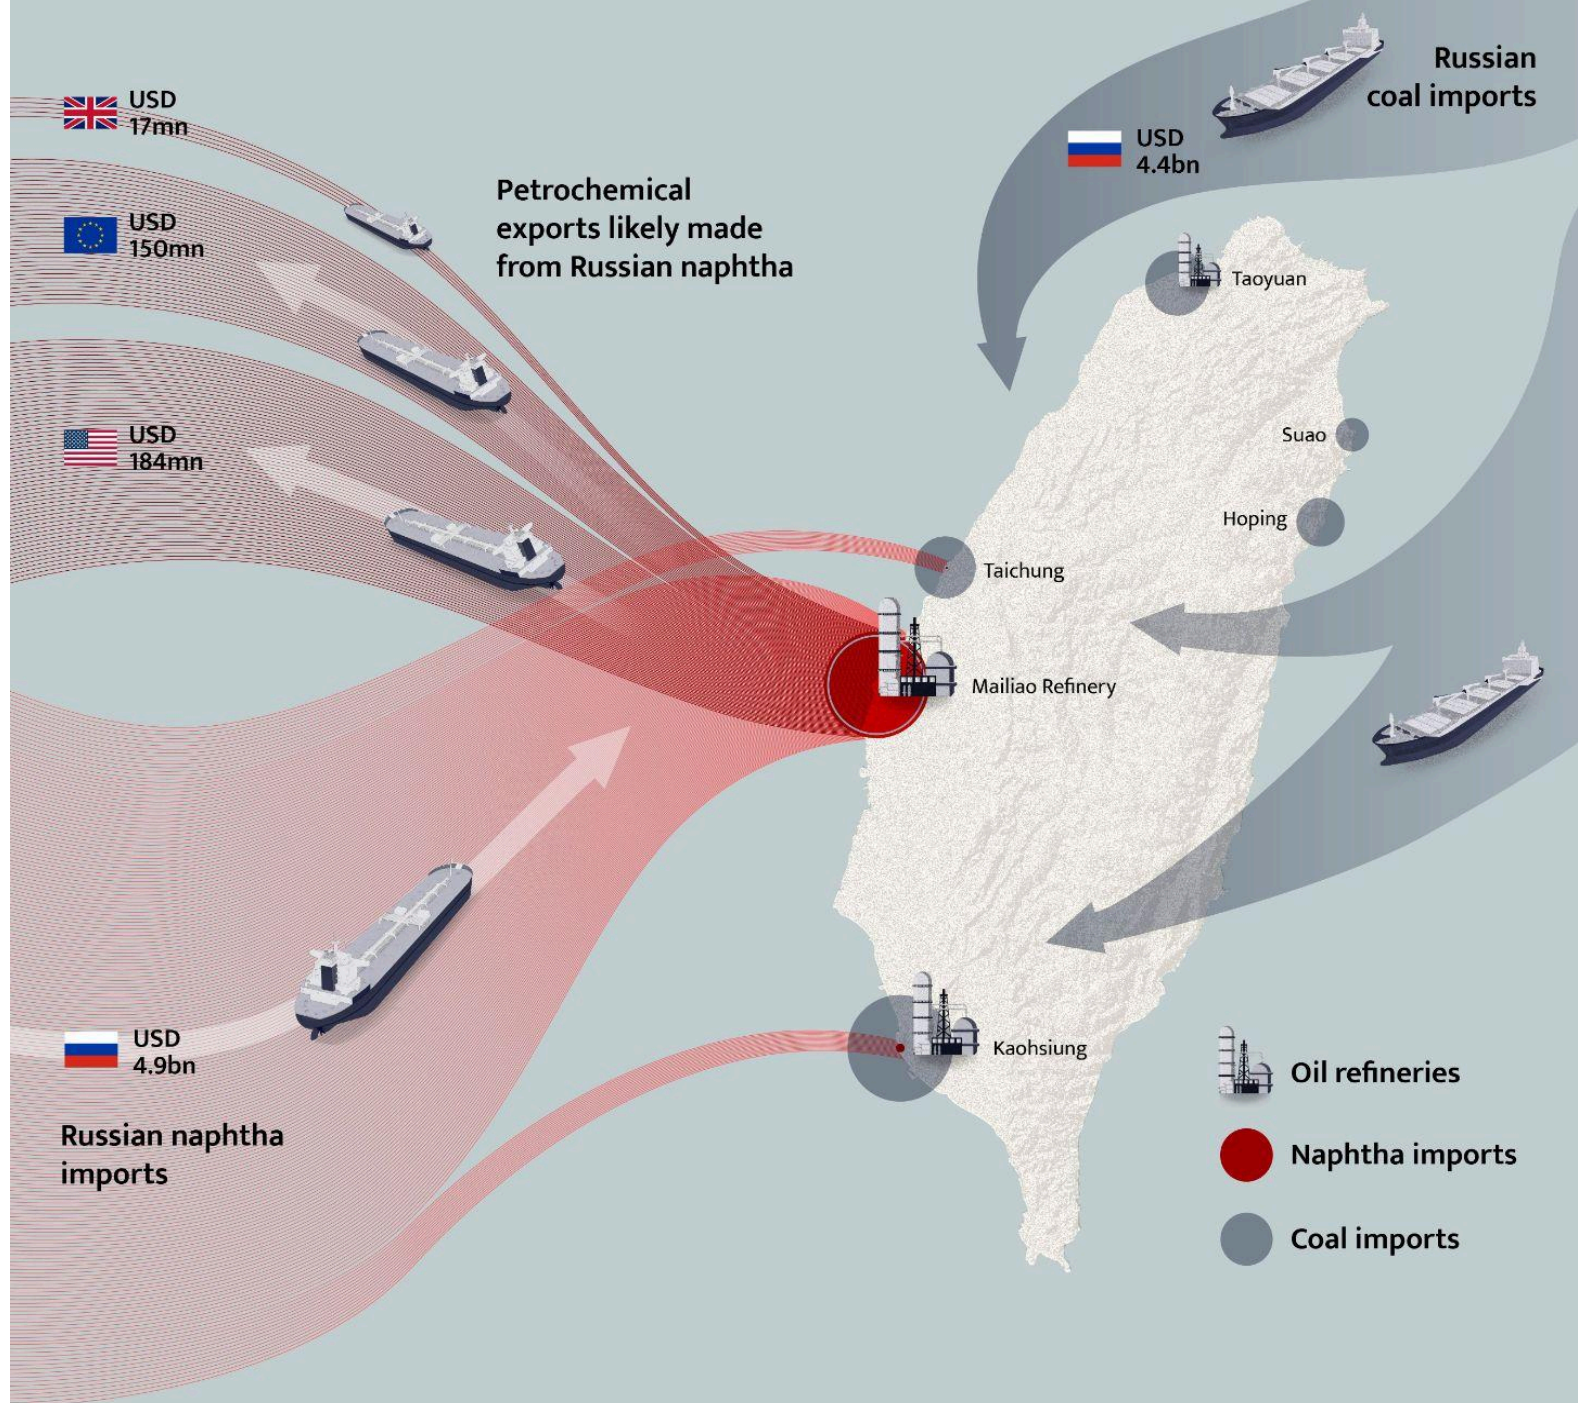 USD
17mn
USD
150mn
USD
184mn
Petrochemical
exports likely made
from Russian naphtha
Russian
coal imports
USD
4.4bn
Taoyuan
Suao
Hoping
Taichung
Mailiao Refinery
Kaohsiung
USD
4.9bn
Russian naphtha
imports
Oil refineries
Naphtha imports
Coal imports